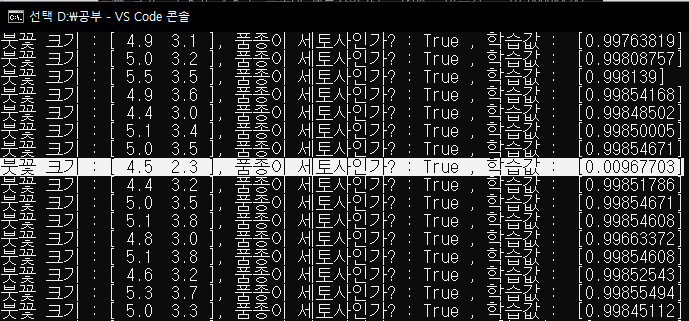 선택 D:\공부 - VS Code 콘솔
붓꽃 크기 : [ 4.9 3.1 ], 품종이 세토사인가? : True , 학습값 : [0.99763819]
붓꽃 크기 : [ 5.0 3.2 ], 품종이 세토사인가? : True , 학습값 : [0.99808757]
붓꽃 크기 : [ 5.5 3.5 ], 품종이 세토사인가? : True , 학습값 : [0.998139]
붓꽃 크기 : [ 4.9 3.6 ], 품종이 세토사인가? : True , 학습값 : [0.99854168]
붓꽃 크기 : [ 4.4 3.0 ], 품종이 세토사인가? : True , 학습값 : [0.99848502]
붓꽃 크기 : [ 5.1 3.4 ], 품종이 세토사인가? : True , 학습값 : [0.99850005]
붓꽃 크기 : [ 5.0 3.5 ], 품종이 세토사인가? : True , 학습값 : [0.99854671]
붓꽃 크기 : [ 4.5 2.3 ], 품종이 세토사인가? : True , 학습값 : [0.00967703]
붓꽃 크기 : [ 4.4 3.2 ], 품종이 세토사인가? : True , 학습값 : [0.99851786]
붓꽃 크기 : [ 5.0 3.5 ], 품종이 세토사인가? : True , 학습값 : [0.99854671]
붓꽃 크기 : [ 5.1 3.8 ], 품종이 세토사인가? : True , 학습값 : [0.99854608]
붓꽃 크기 : [ 4.8 3.0 ], 품종이 세토사인가? : True , 학습값 : [0.99663372]
붓꽃 크기 : [ 5.1 3.8 ], 품종이 세토사인가? : True , 학습값 : [0.99854608]
붓꽃 크기 : [ 4.6 3.2 ], 품종이 세토사인가? : True , 학습값 : [0.99852543]
붓꽃 크기 : [ 5.3 3.7 ], 품종이 세토사인가? : True , 학습값 : [0.99855494]
붓꽃 크기 : [ 5.0 3.3 ], 품종이 세토사인가? : True , 학습값 : [0.99845112]